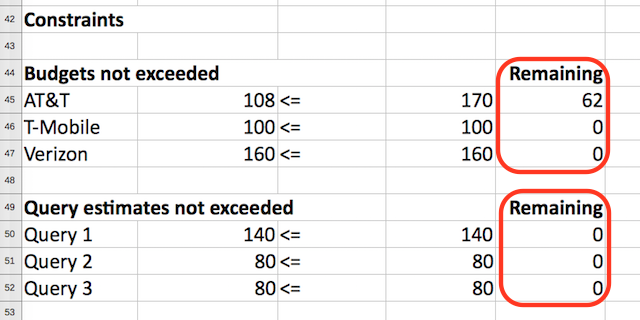 42 Constraints
43
44 Budgets not exceeded Remaining
45 AT&T 108 <= 170 62
46 T-Mobile 100 <= 100 0
47 Verizon 160 <= 160 0
48
49 Query estimates not exceeded Remaining
50 Query 1 140 <= 140 0
51 Query 2 80 <= 80 0
52 Query 3 80 <= 80 0
53